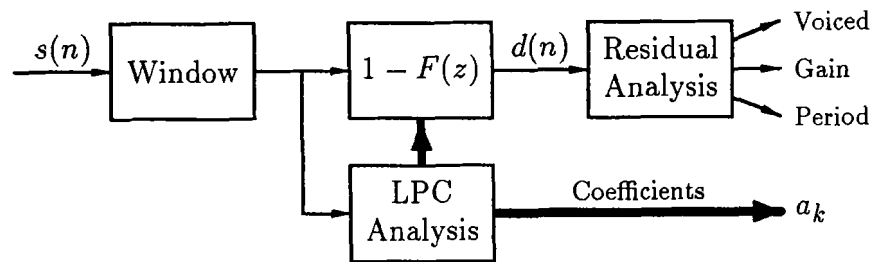 s(n)
Window
1 − F(z)
d(n)
Residual
Analysis
Voiced
Gain
Period
LPC
Analysis
Coefficients
a_k